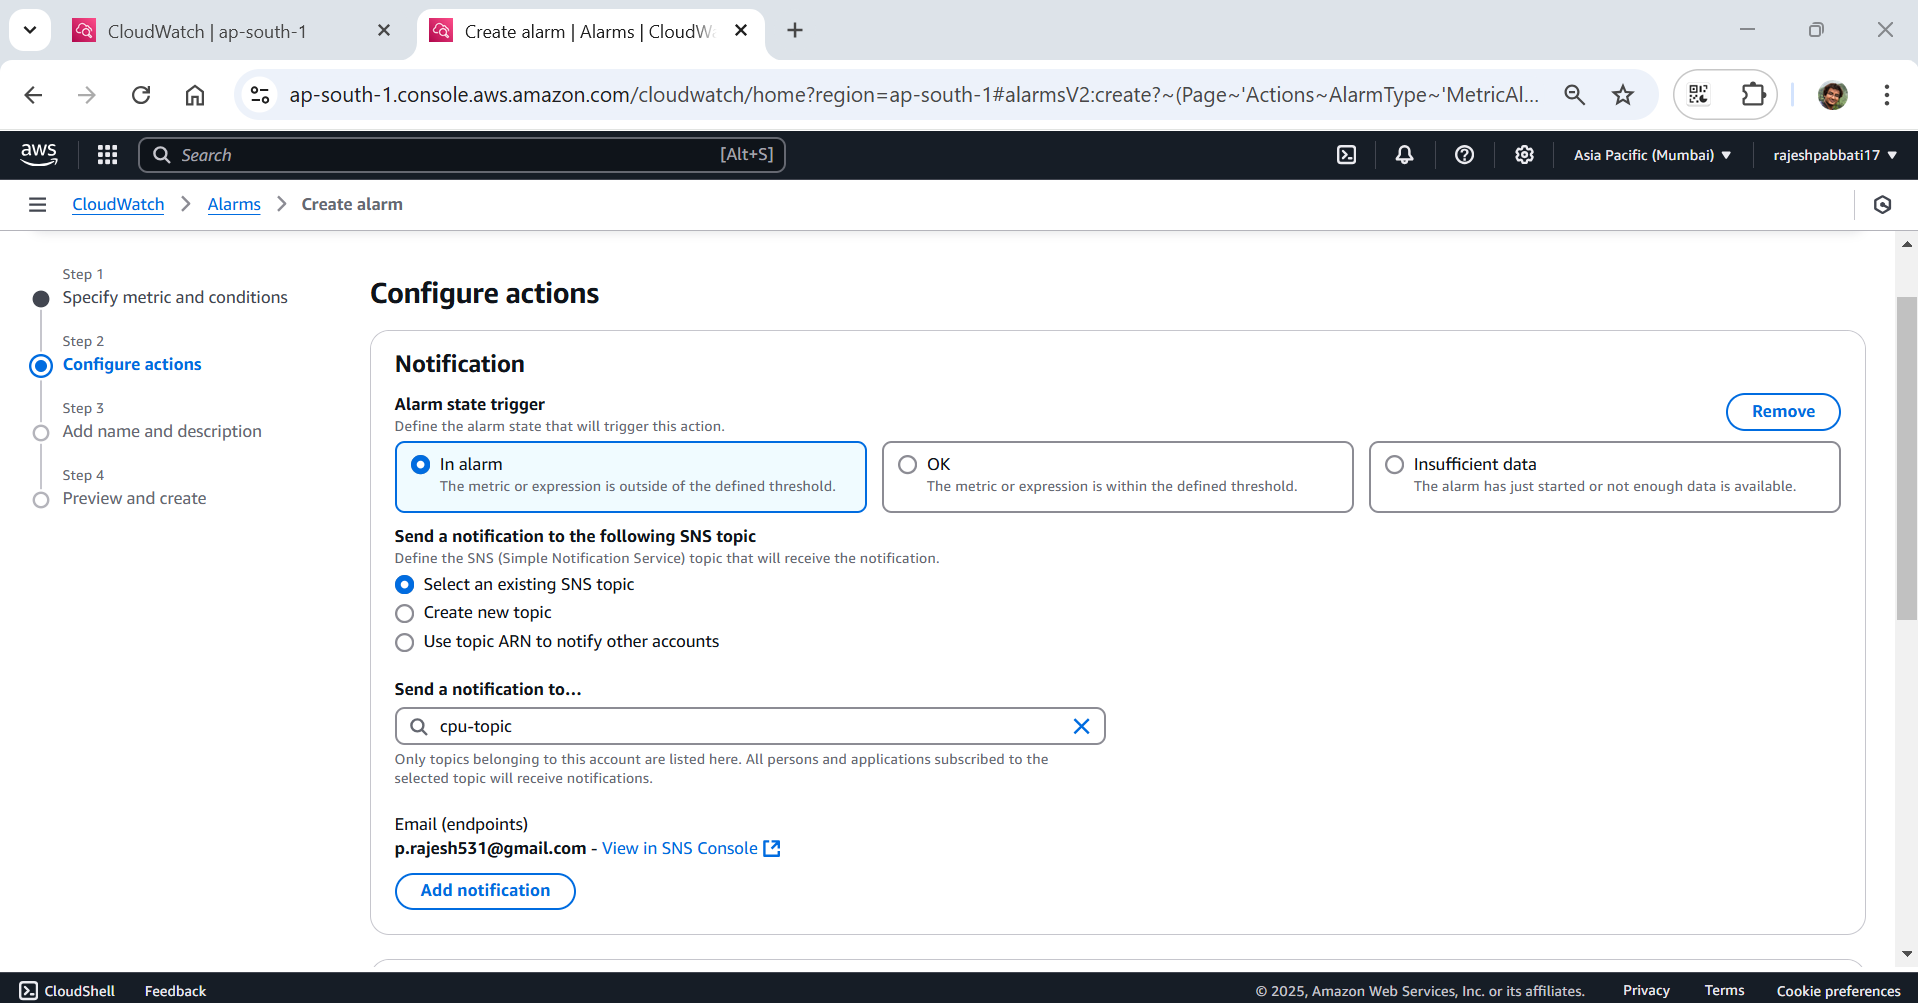 CloudWatch | ap-south-1
Create alarm | Alarms | CloudW
ap-south-1.console.aws.amazon.com/cloudwatch/home?region=ap-south-1#alarmsV2:create?~(Page~'Actions~AlarmType~'MetricAl...
aws
Search
[Alt+S]
Asia Pacific (Mumbai)
rajeshpabbati17
CloudWatch
Alarms
Create alarm
Step 1
Specify metric and conditions
Step 2
Configure actions
Step 3
Add name and description
Step 4
Preview and create
Configure actions
Notification
Alarm state trigger
Define the alarm state that will trigger this action.
Remove
In alarm
The metric or expression is outside of the defined threshold.
OK
The metric or expression is within the defined threshold.
Insufficient data
The alarm has just started or not enough data is available.
Send a notification to the following SNS topic
Define the SNS (Simple Notification Service) topic that will receive the notification.
Select an existing SNS topic
Create new topic
Use topic ARN to notify other accounts
Send a notification to...
cpu-topic
Only topics belonging to this account are listed here. All persons and applications subscribed to the
selected topic will receive notifications.
Email (endpoints)
p.rajesh531@gmail.com - View in SNS Console
Add notification
CloudShell
Feedback
© 2025, Amazon Web Services, Inc. or its affiliates.
Privacy
Terms
Cookie preferences